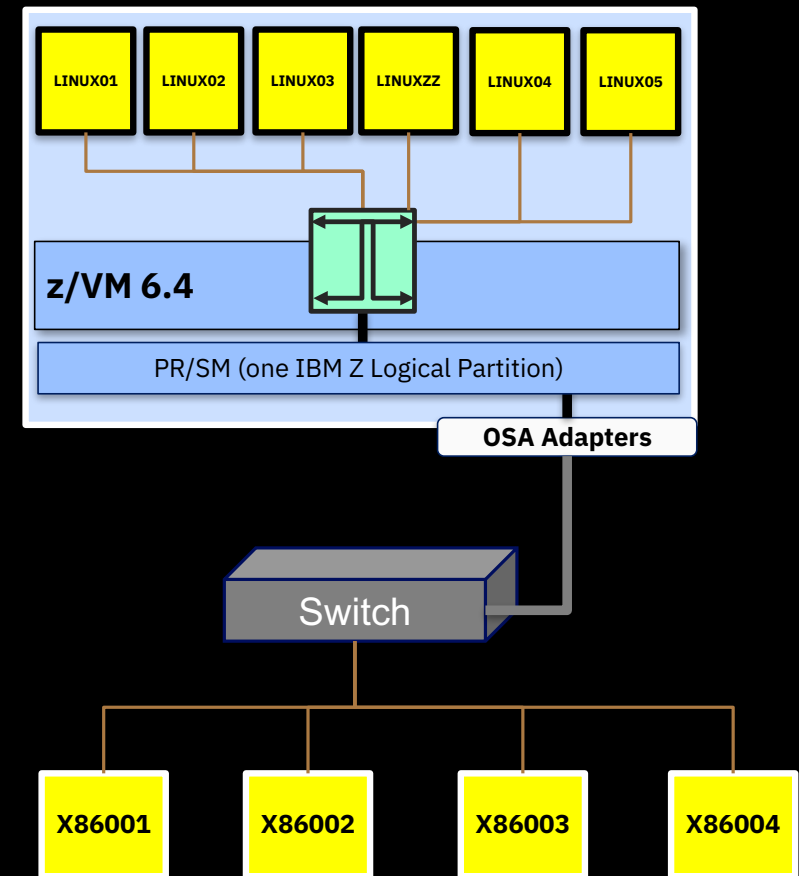 LINUX01
LINUX02
LINUX03
LINUXZZ
LINUX04
LINUX05
z/VM 6.4
PR/SM (one IBM Z Logical Partition)
OSA Adapters
Switch
X86001
X86002
X86003
X86004